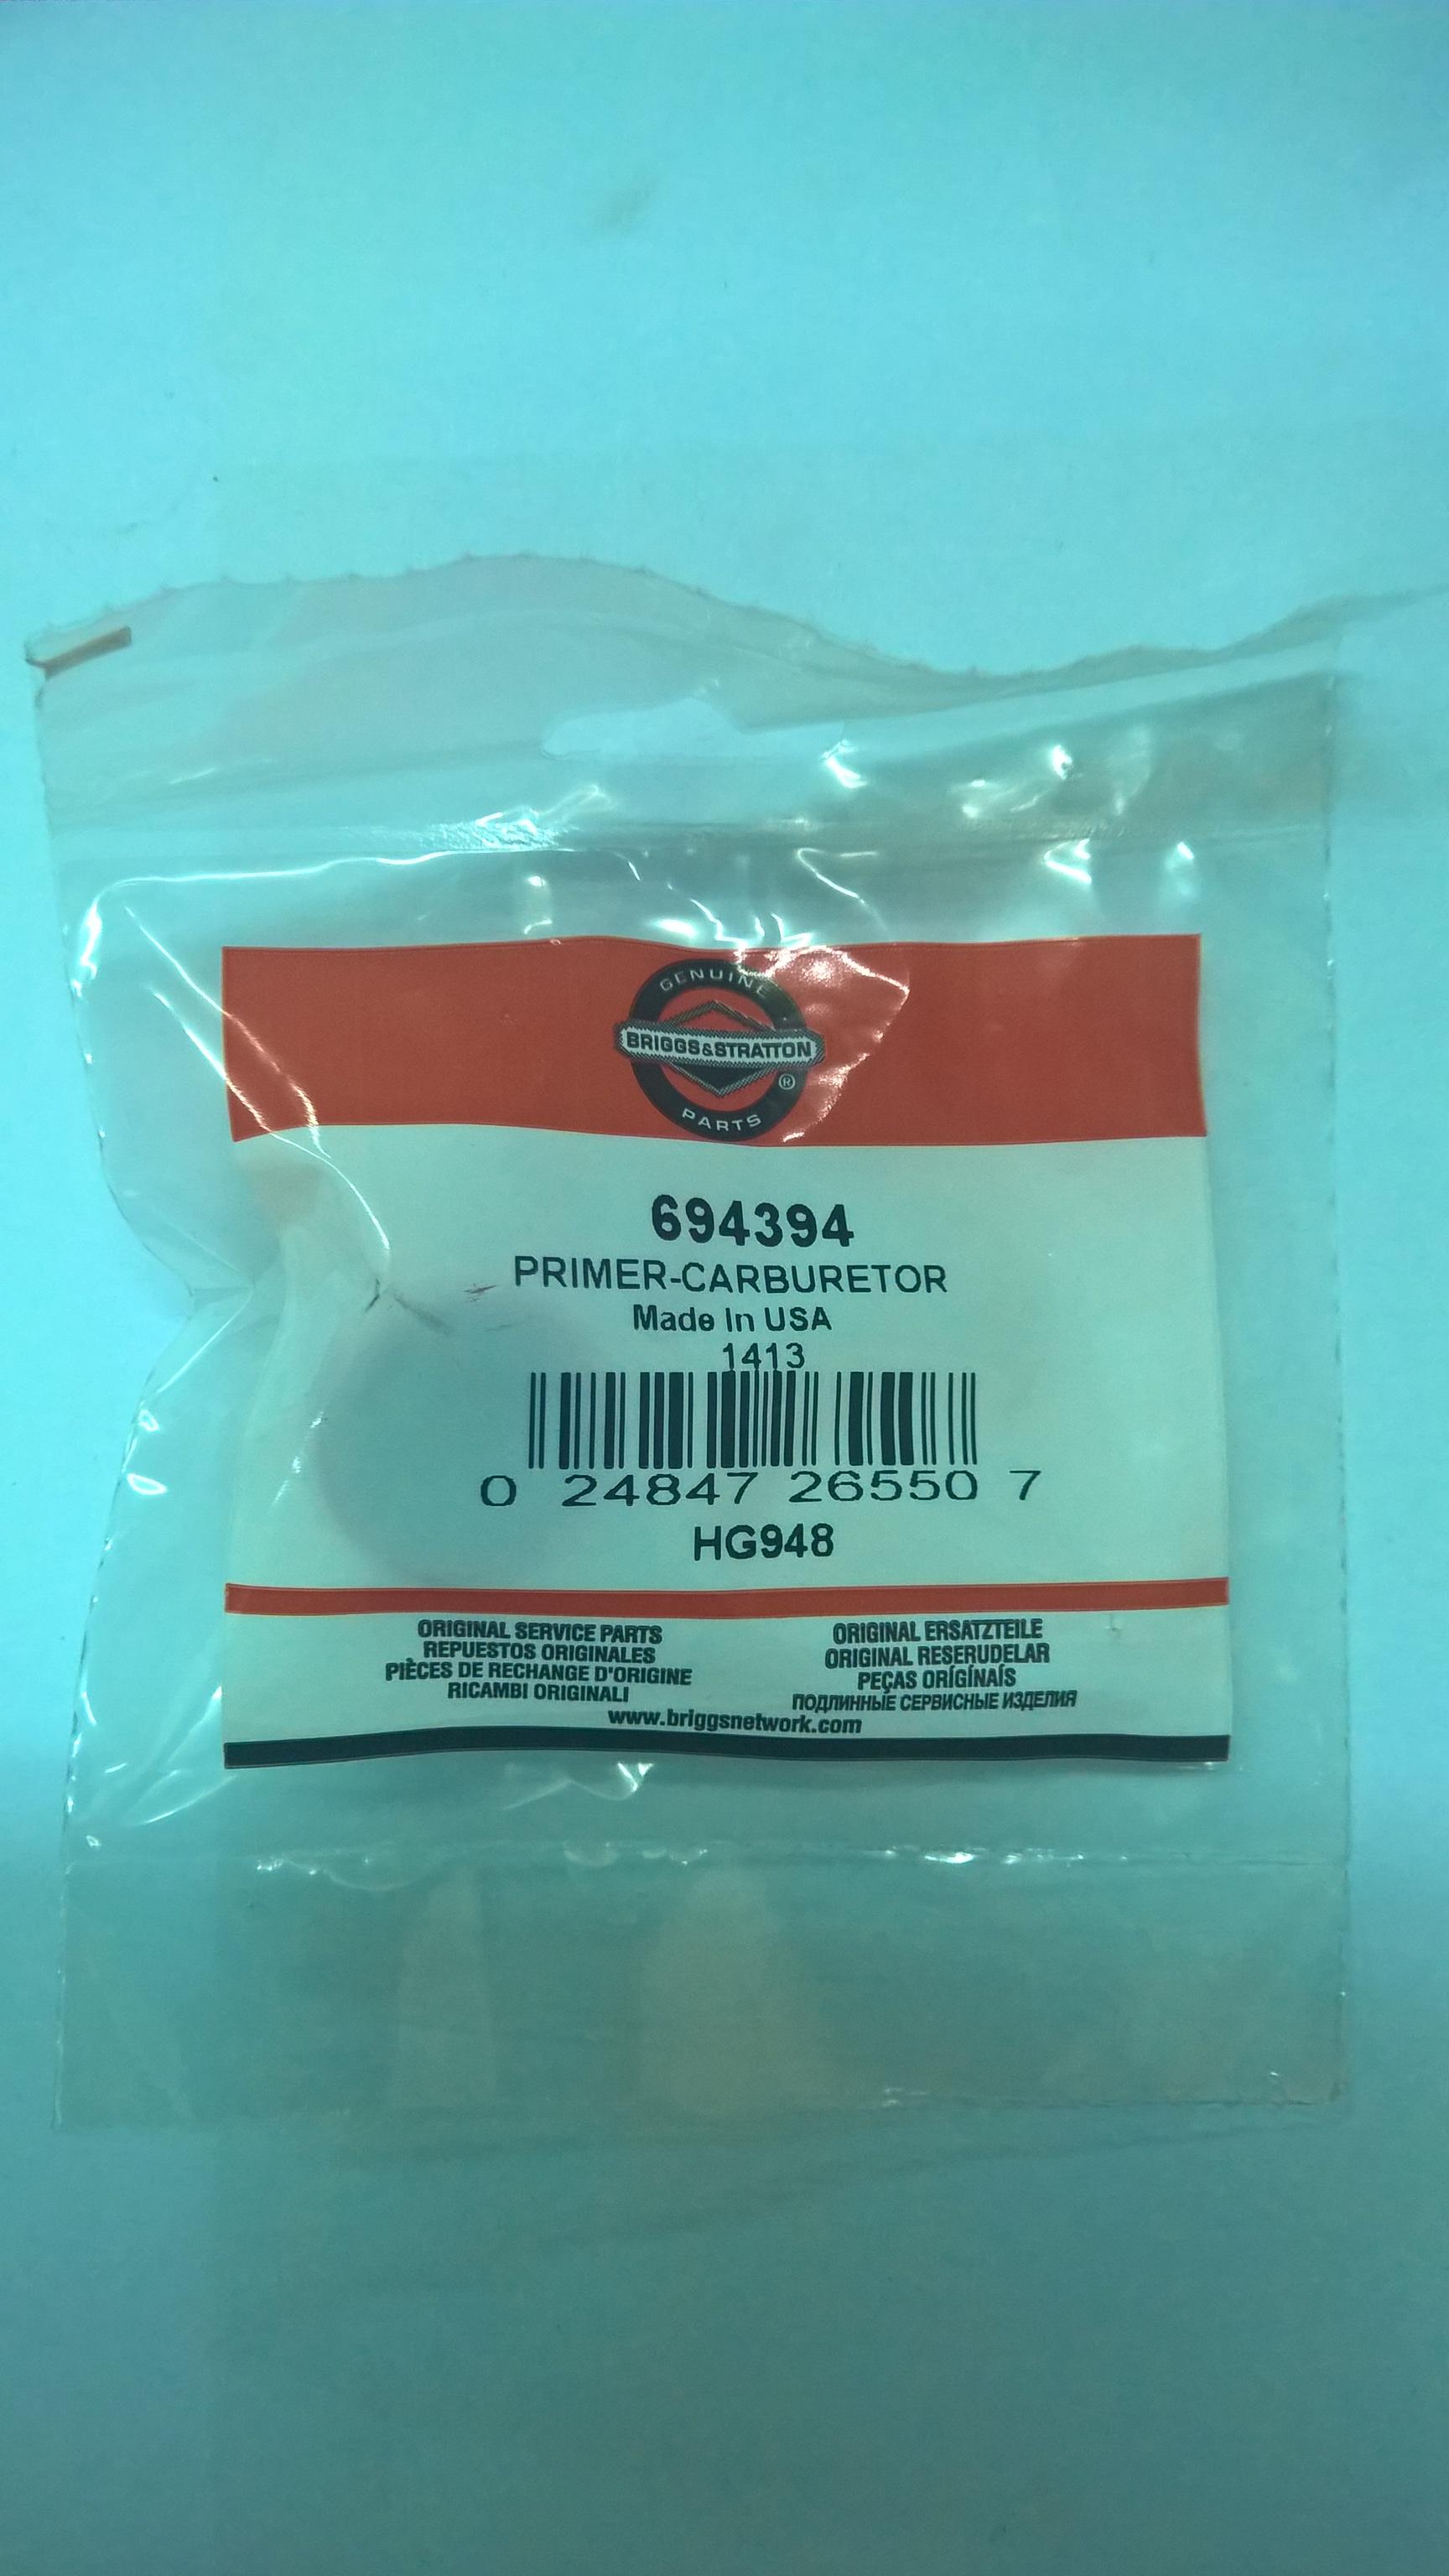 GENUINE
BRIGGS&STRATTON
®
PARTS
694394
PRIMER-CARBURETOR
Made In USA
1413
0 24847 26550 7
HG948
ORIGINAL SERVICE PARTS
REPUESTOS ORIGINALES
PIÈCES DE RECHANGE D'ORIGINE
RICAMBI ORIGINALI
ORIGINAL ERSATZTEILE
ORIGINAL RESERUDELAR
PEÇAS ORÍGÍNAÍS
ПОДЛИННЫЕ СЕРВИСНЫЕ ИЗДЕЛИЯ
www.briggsnetwork.com